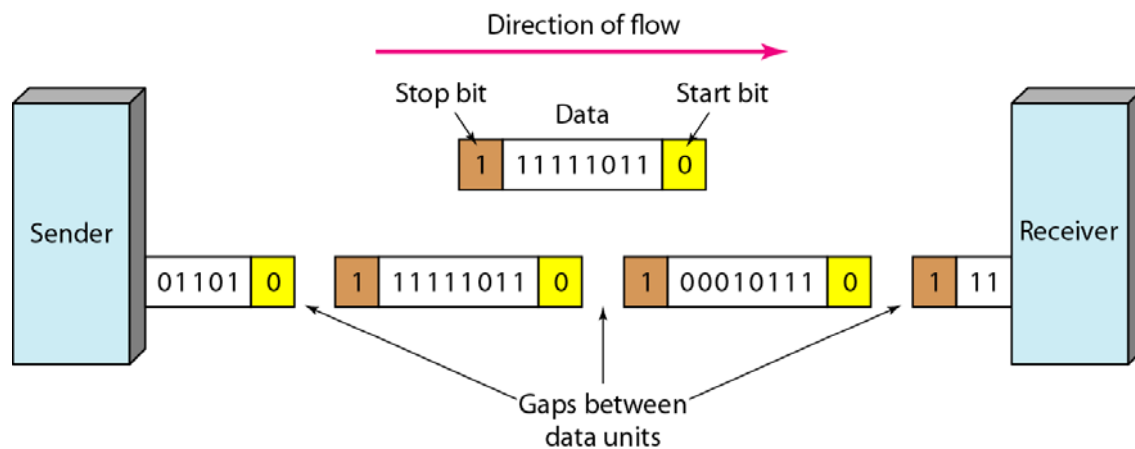 Direction of flow
Stop bit
Data
Start bit
1 11111011 0
Sender
Receiver
01101 0
1 11111011 0
1 00010111 0
1 11
Gaps between
data units